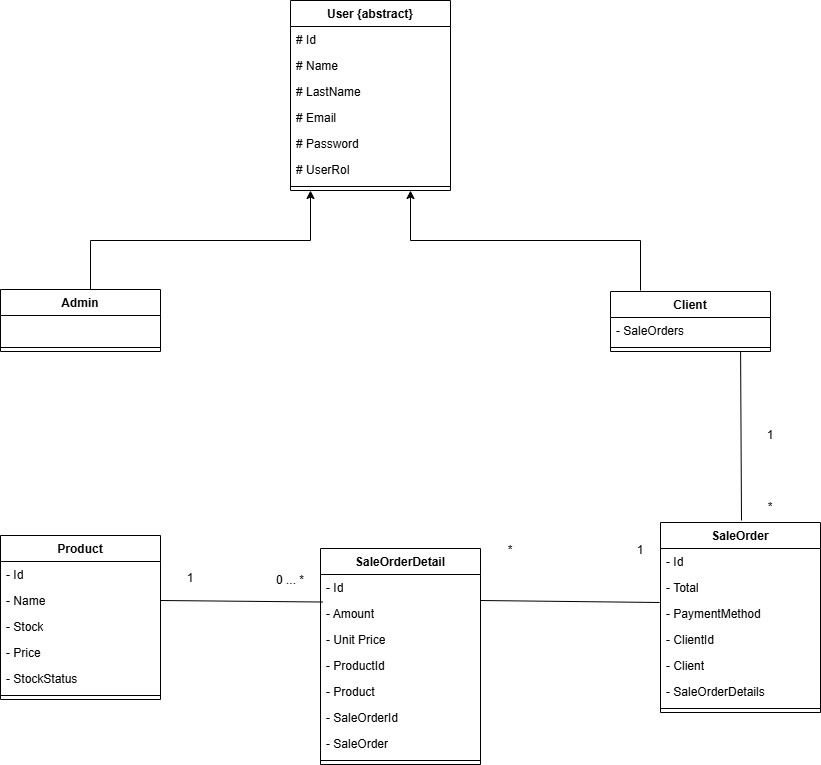 User {abstract}
# Id
# Name
# LastName
# Email
# Password
# UserRol
Admin
Client
- SaleOrders
1
*
Product
- Id
- Name
- Stock
- Price
- StockStatus
1
0 ... *
SaleOrderDetail
- Id
- Amount
- Unit Price
- ProductId
- Product
- SaleOrderId
- SaleOrder
*
1
SaleOrder
- Id
- Total
- PaymentMethod
- ClientId
- Client
- SaleOrderDetails